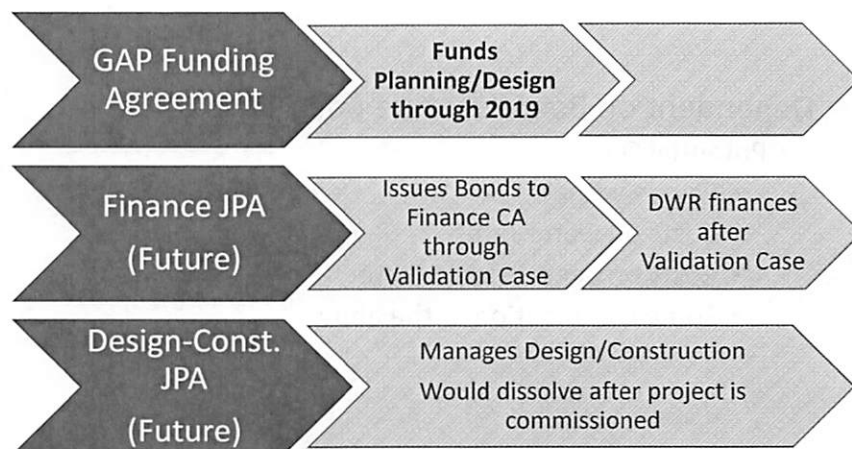 GAP Funding
Agreement
Funds
Planning/Design
through 2019
Finance JPA
(Future)
Issues Bonds to
Finance CA
through
Validation Case
DWR finances
after
Validation Case
Design-Const.
JPA
(Future)
Manages Design/Construction
Would dissolve after project is
commissioned